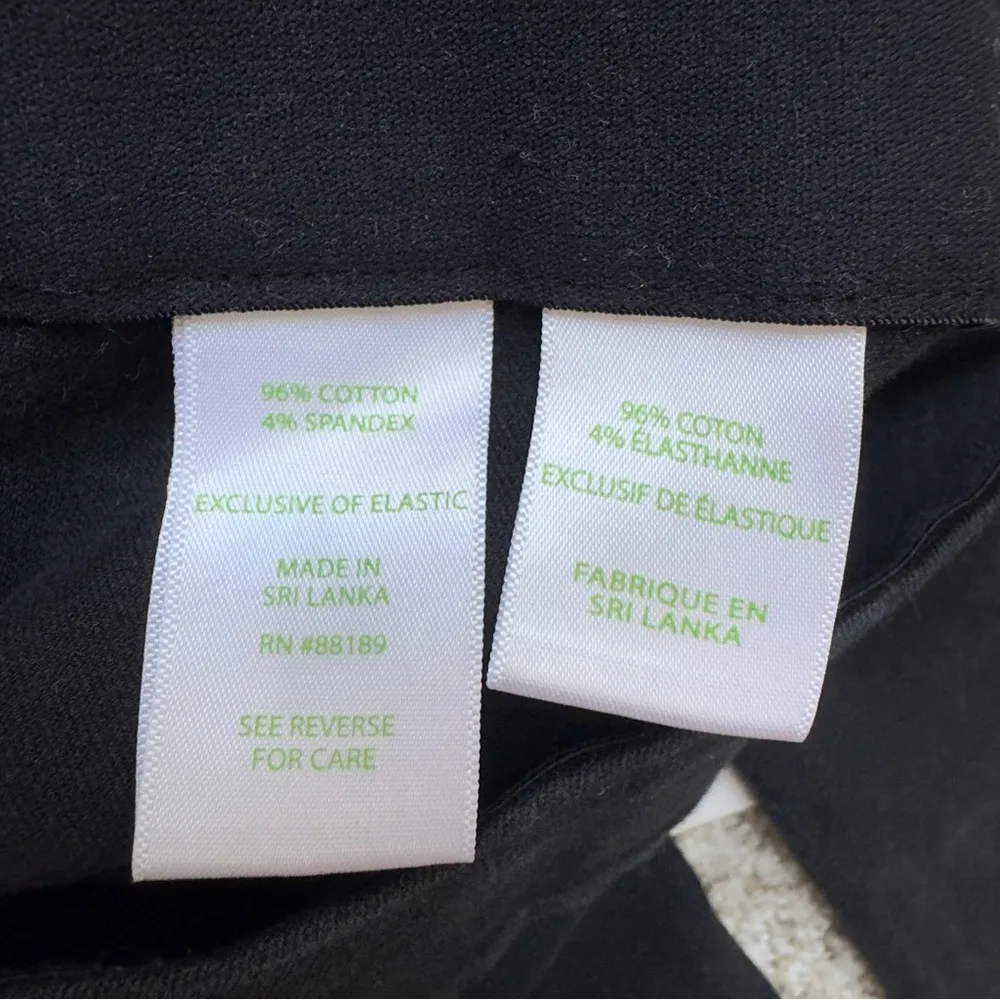 96% COTTON
4% SPANDEX
EXCLUSIVE OF ELASTIC
MADE IN
SRI LANKA
RN #88189
SEE REVERSE
FOR CARE
96% COTON
4% ÉLASTHANNE
EXCLUSIF DE ÉLASTIQUE
FABRIQUE EN
SRI LANKA